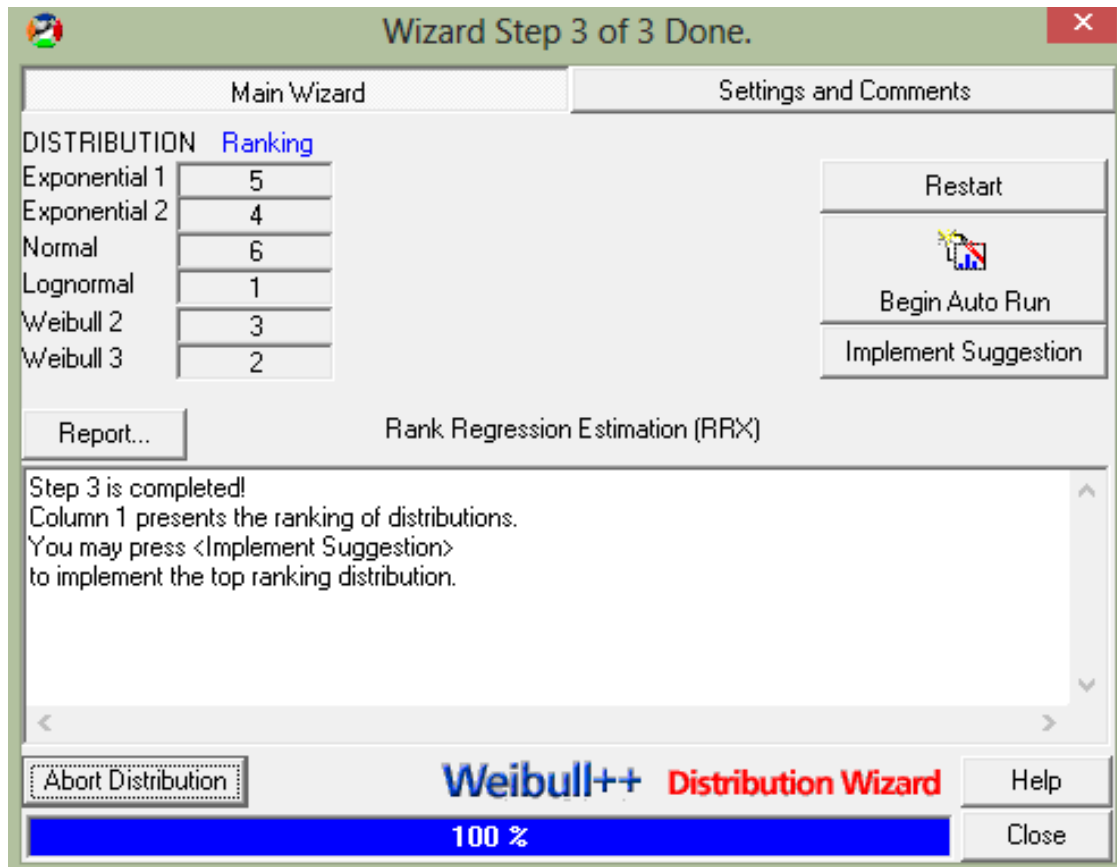 Wizard Step 3 of 3 Done.
Main Wizard
Settings and Comments
DISTRIBUTION Ranking
Exponential 1 5
Exponential 2 4
Normal 6
Lognormal 1
Weibull 2 3
Weibull 3 2
Restart
Begin Auto Run
Implement Suggestion
Report...
Rank Regression Estimation (RRX)
Step 3 is completed!
Column 1 presents the ranking of distributions.
You may press <Implement Suggestion>
to implement the top ranking distribution.
Abort Distribution
Weibull++ Distribution Wizard
Help
100 %
Close